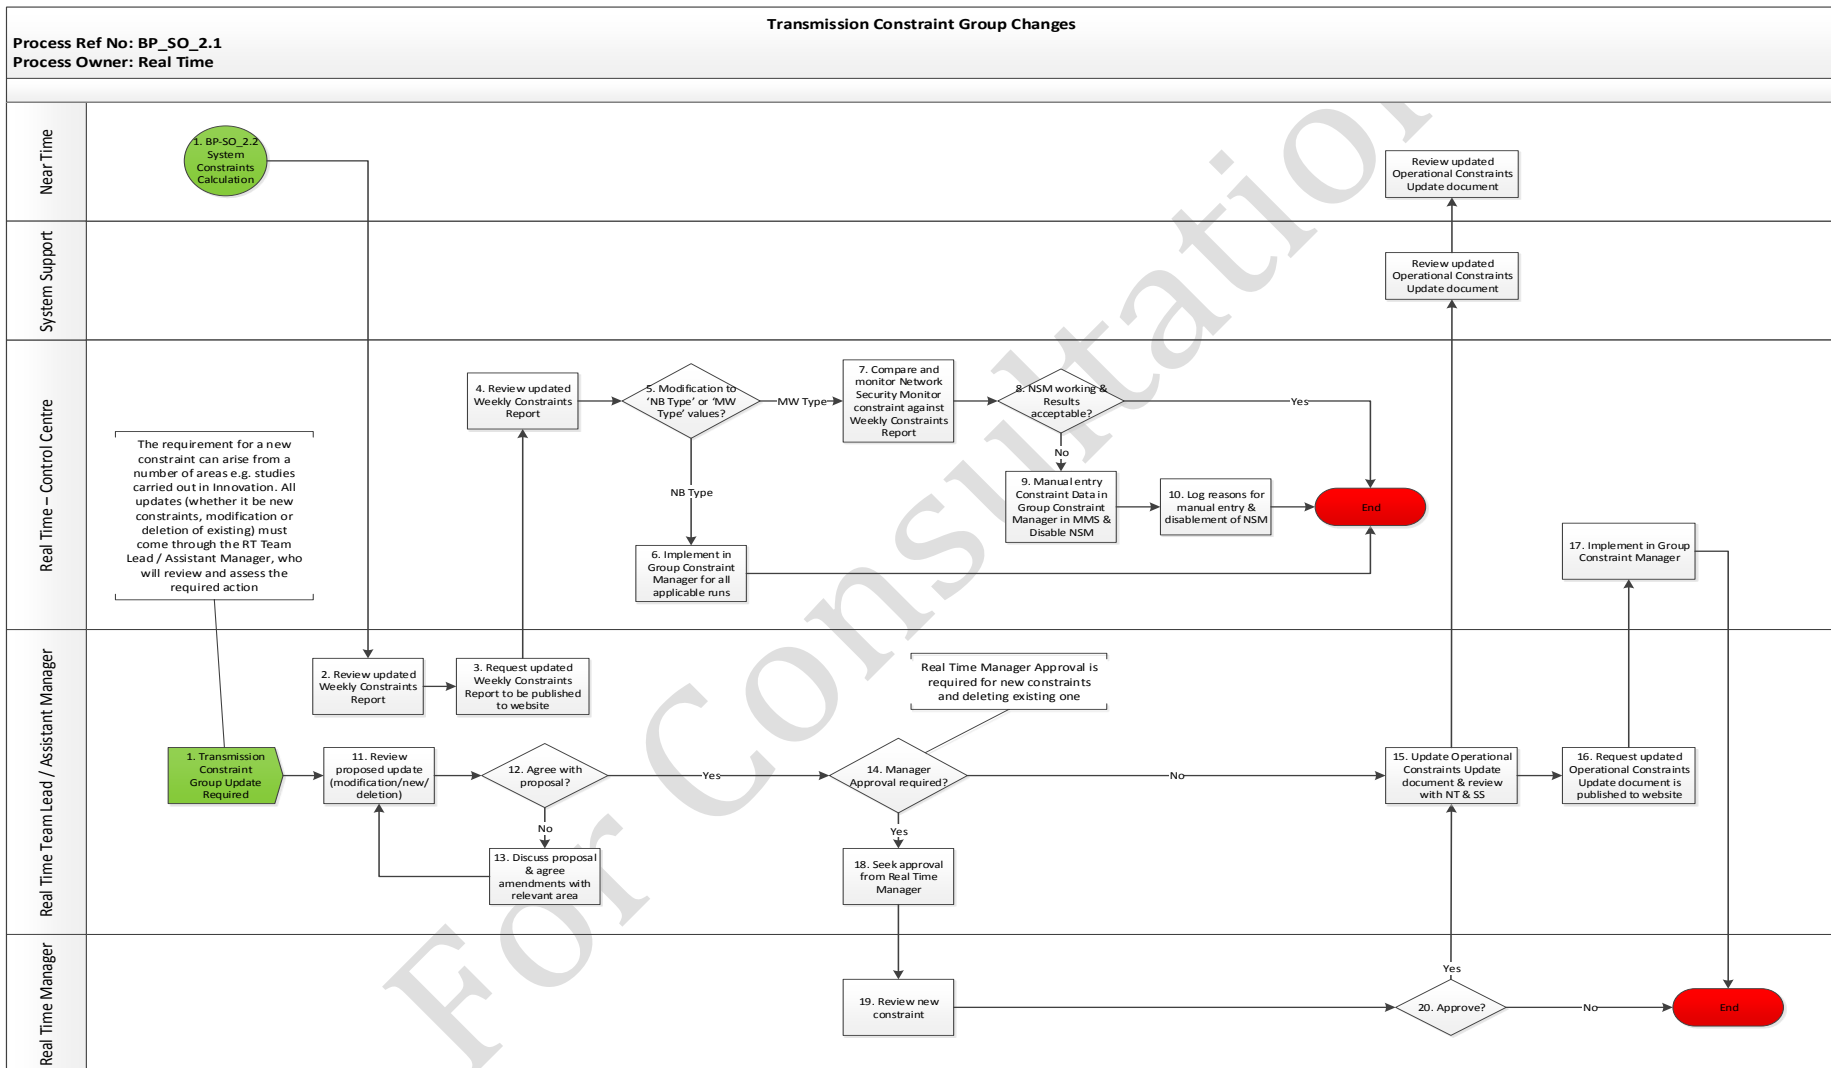 Transmission Constraint Group Changes
Process Ref No: BP_SO_2.1
Process Owner: Real Time
Near Time
1. BP-SO_2.2
System
Constraints
Calculation
Review updated
Operational Constraints
Update document
System Support
Review updated
Operational Constraints
Update document
Real Time – Control Centre
4. Review updated
Weekly Constraints
Report
5. Modification to
‘NB Type’ or ‘MW
Type’ values?
MW Type
7. Compare and
monitor Network
Security Monitor
constraint against
Weekly Constraints
Report
8. NSM working &
Results
acceptable?
Yes
No
NB Type
9. Manual entry
Constraint Data in
Group Constraint
Manager in MMS &
Disable NSM
10. Log reasons for
manual entry &
disablement of NSM
End
6. Implement in
Group Constraint
Manager for all
applicable runs
17. Implement in Group
Constraint Manager
The requirement for a new
constraint can arise from a
number of areas e.g. studies
carried out in Innovation. All
updates (whether it be new
constraints, modification or
deletion of existing) must
come through the RT Team
Lead / Assistant Manager, who
will review and assess the
required action
Real Time Team Lead / Assistant Manager
2. Review updated
Weekly Constraints
Report
3. Request updated
Weekly Constraints
Report to be published
to website
Real Time Manager Approval is
required for new constraints
and deleting existing one
1. Transmission
Constraint
Group Update
Required
11. Review
proposed update
(modification/new/
deletion)
12. Agree with
proposal?
Yes
No
13. Discuss proposal
& agree
amendments with
relevant area
14. Manager
Approval required?
No
Yes
18. Seek approval
from Real Time
Manager
15. Update Operational
Constraints Update
document & review
with NT & SS
16. Request updated
Operational Constraints
Update document is
published to website
Real Time Manager
19. Review new
constraint
20. Approve?
Yes
No
End
For Consultation